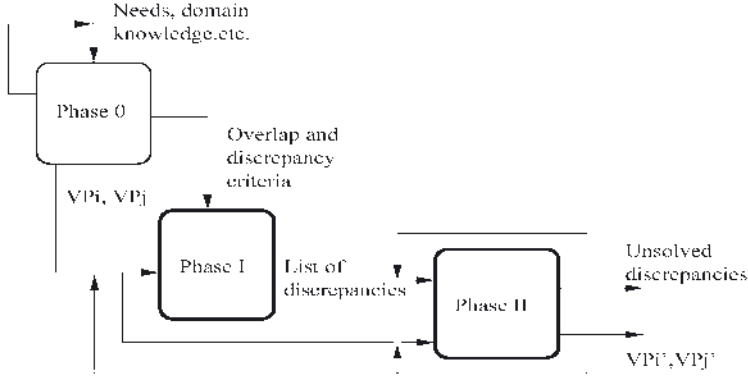 Needs, domain
knowledge.etc.
Phase 0
Overlap and
discrepancy
criteria
VPi, VPj
Phase I
List of
discrepancies
Phase II
Unsolved
discrepancies
VPi',VPj'